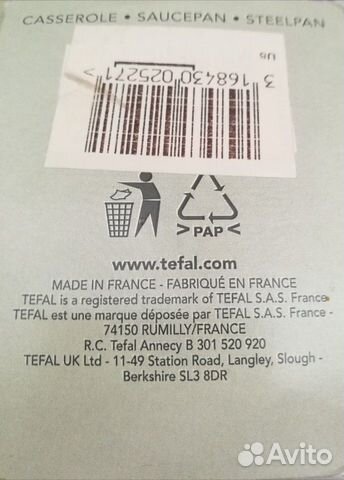 CASSEROLE • SAUCEPAN • STEELPAN
UB
3 168430 025271 >
>PAP<
www.tefal.com
MADE IN FRANCE - FABRIQUÉ EN FRANCE
TEFAL is a registered trademark of TEFAL S.A.S. France
TEFAL est une marque déposée par TEFAL S.A.S. France -
74150 RUMILLY/FRANCE
R.C. Tefal Annecy B 301 520 920
TEFAL UK Ltd - 11-49 Station Road, Langley, Slough -
Berkshire SL3 8DR
Avito